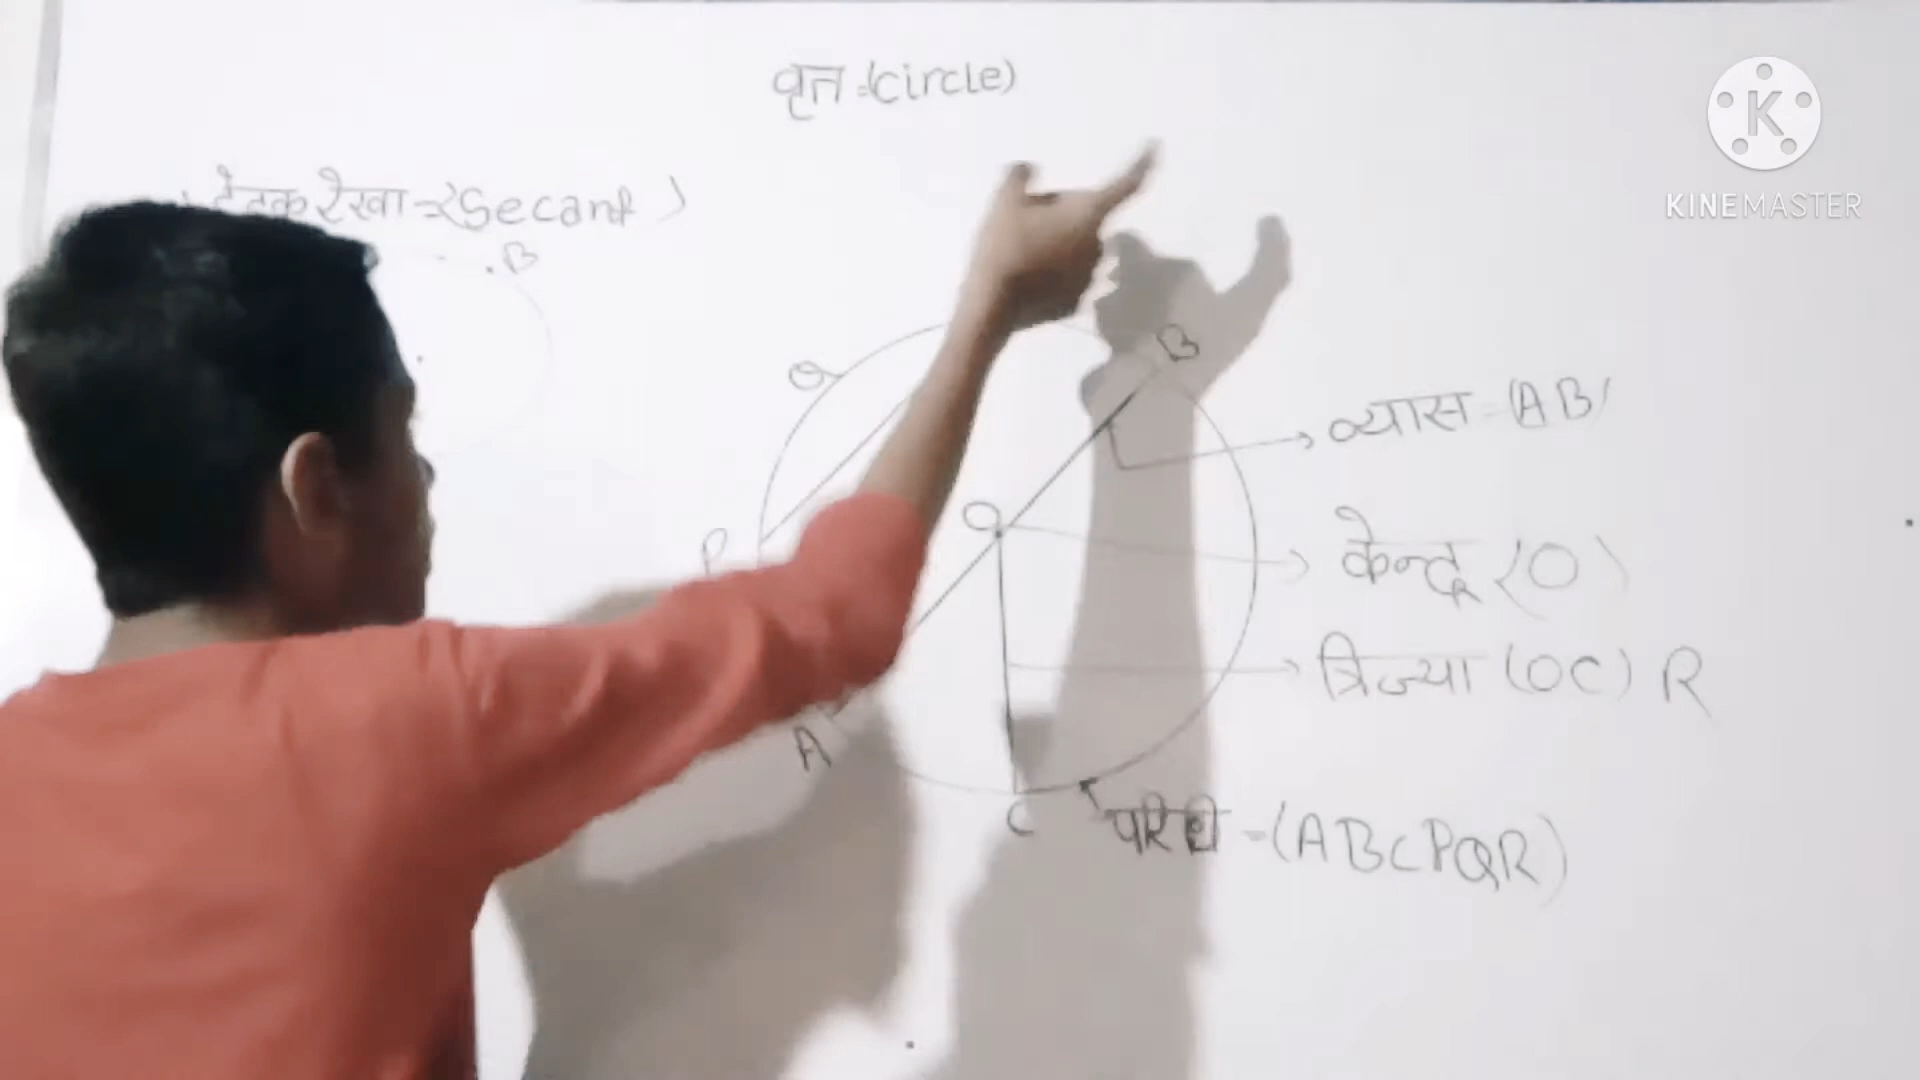 वृत्त=(circle)
रेखा=(Secant)
B
Q
B
व्यास=(AB)
O
P
केन्द्र (O)
त्रिज्या (OC) R
A
C
परिधी=(ABCPQR)
K
KINEMASTER